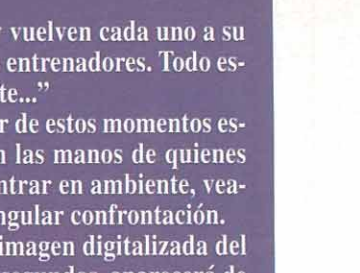 vuelven cada uno a su
entrenadores. Todo es-
te...”
r de estos momentos es-
n las manos de quienes
ntrar en ambiente, vea-
ngular confrontación.
imagen digitalizada del